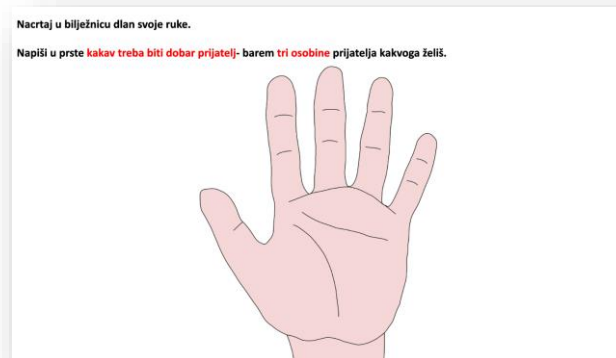 Nacrtaj u bilježnicu dlan svoje ruke.
Napiši u prste kakav treba biti dobar prijatelj- barem tri osobine prijatelja kakvoga želiš.